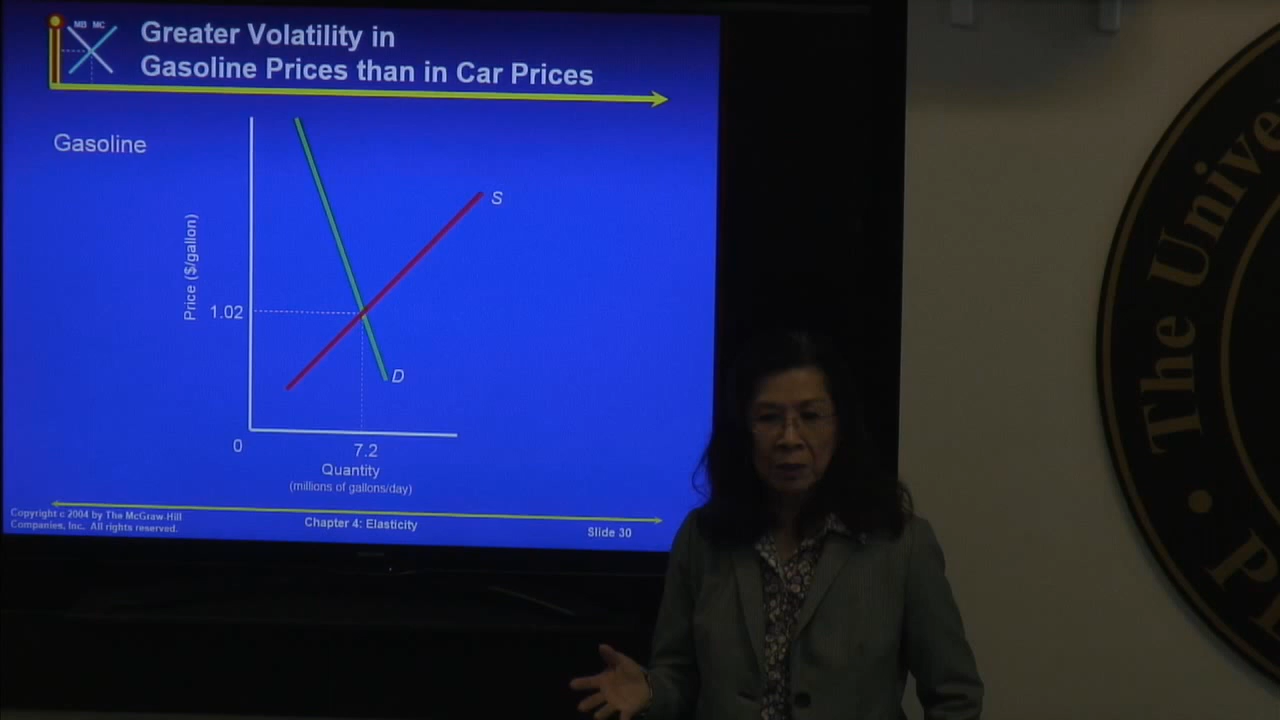 MB MC
Greater Volatility in
Gasoline Prices than in Car Prices
Gasoline
Price ($/gallon)
S
1.02
D
0
7.2
Quantity
(millions of gallons/day)
Copyright c 2004 by The McGraw-Hill
Companies, Inc. All rights reserved.
Chapter 4: Elasticity
Slide 30
The